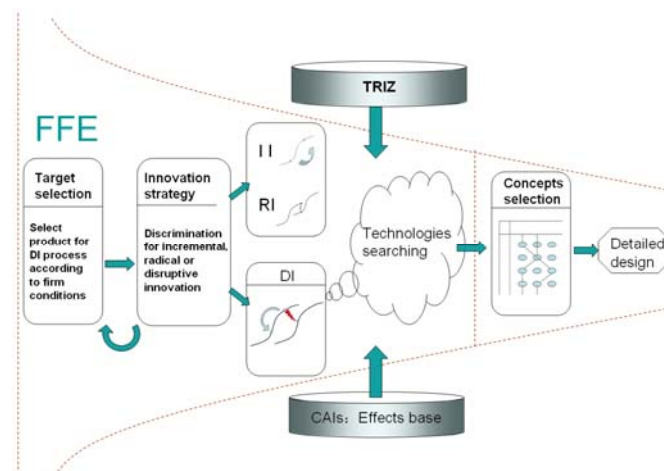 TRIZ
FFE
Target
selection
Select
product for
DI process
according
to firm
conditions
Innovation
strategy
Discrimination
for incremental,
radical or
disruptive
innovation
I I
RI
DI
Technologies
searching
Concepts
selection
Detailed
design
CAIs: Effects base